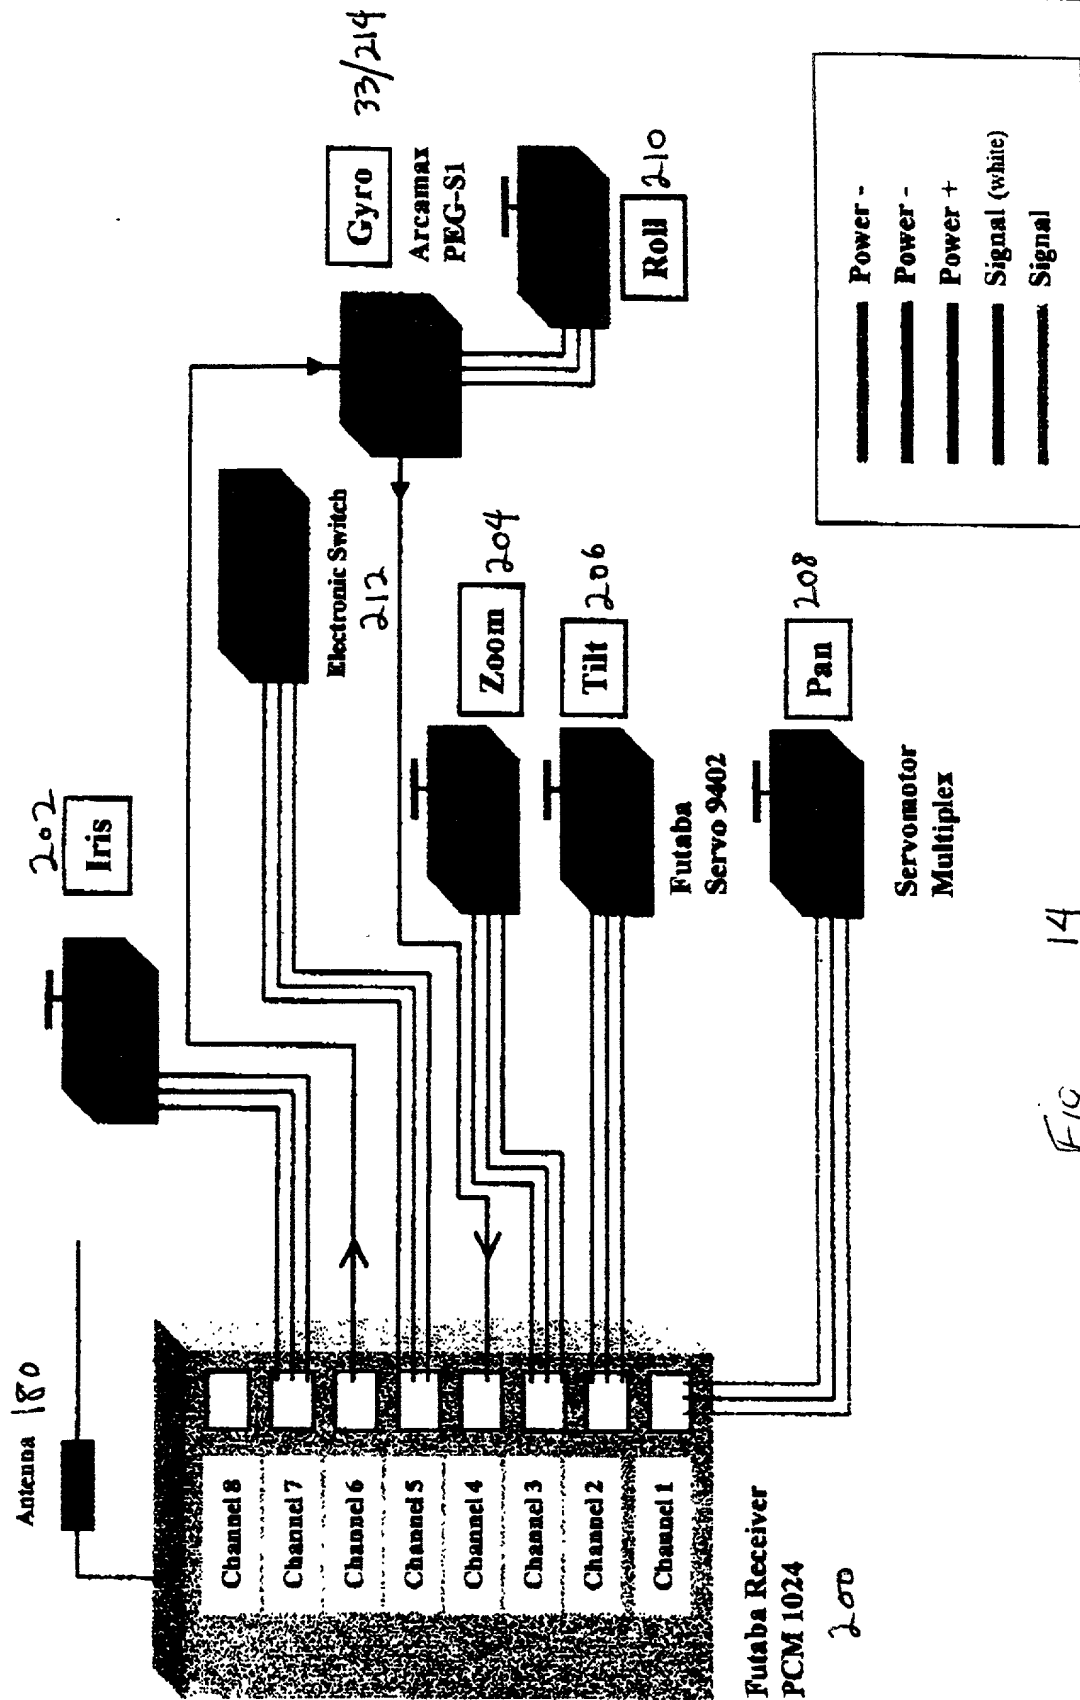 Antenna 180
202
Iris
Gyro
33/214
Arcamax
PEG-S1
Roll
210
Electronic Switch
212
Zoom
204
Tilt
206
Futaba
Servo 9402
Pan
208
Servomotor
Multiplex
Channel 8
Channel 7
Channel 6
Channel 5
Channel 4
Channel 3
Channel 2
Channel 1
Futaba Receiver
PCM 1024
200
Power -
Power -
Power +
Signal (white)
Signal
Fig 14